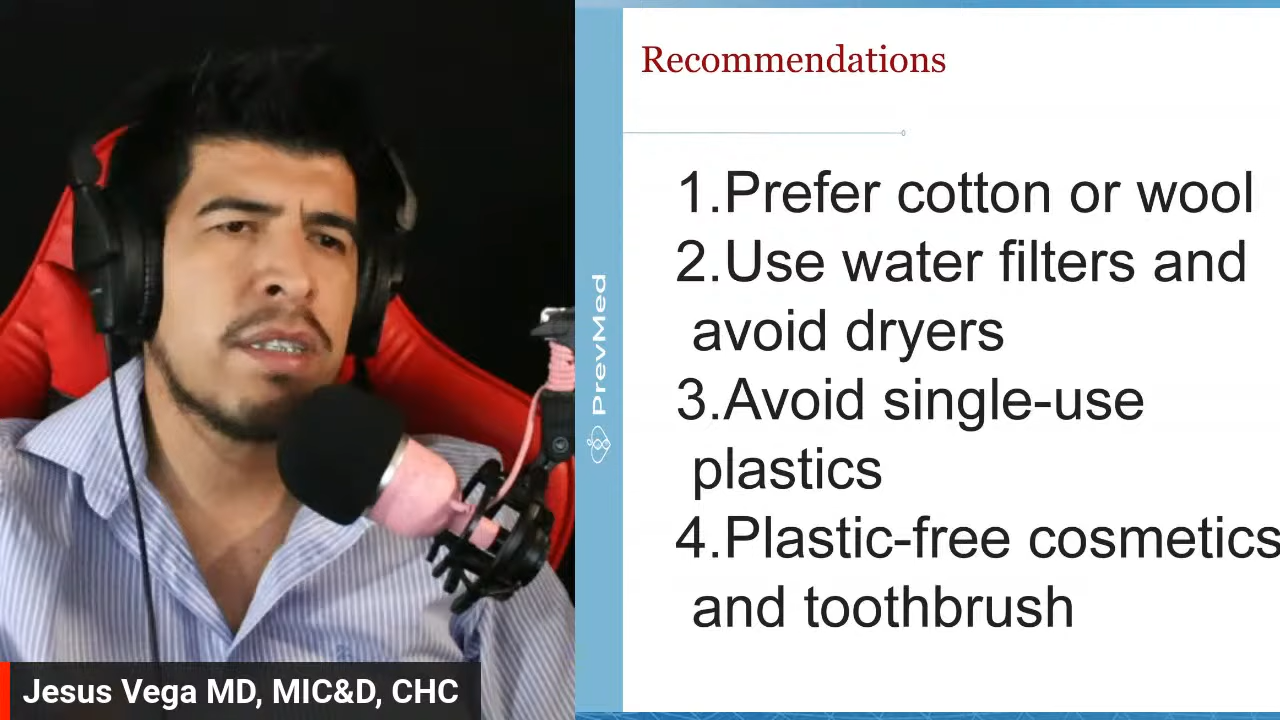 Recommendations
1.Prefer cotton or wool
2.Use water filters and
avoid dryers
3.Avoid single-use
plastics
4.Plastic-free cosmetics
and toothbrush
PrevMed
Jesus Vega MD, MIC&D, CHC